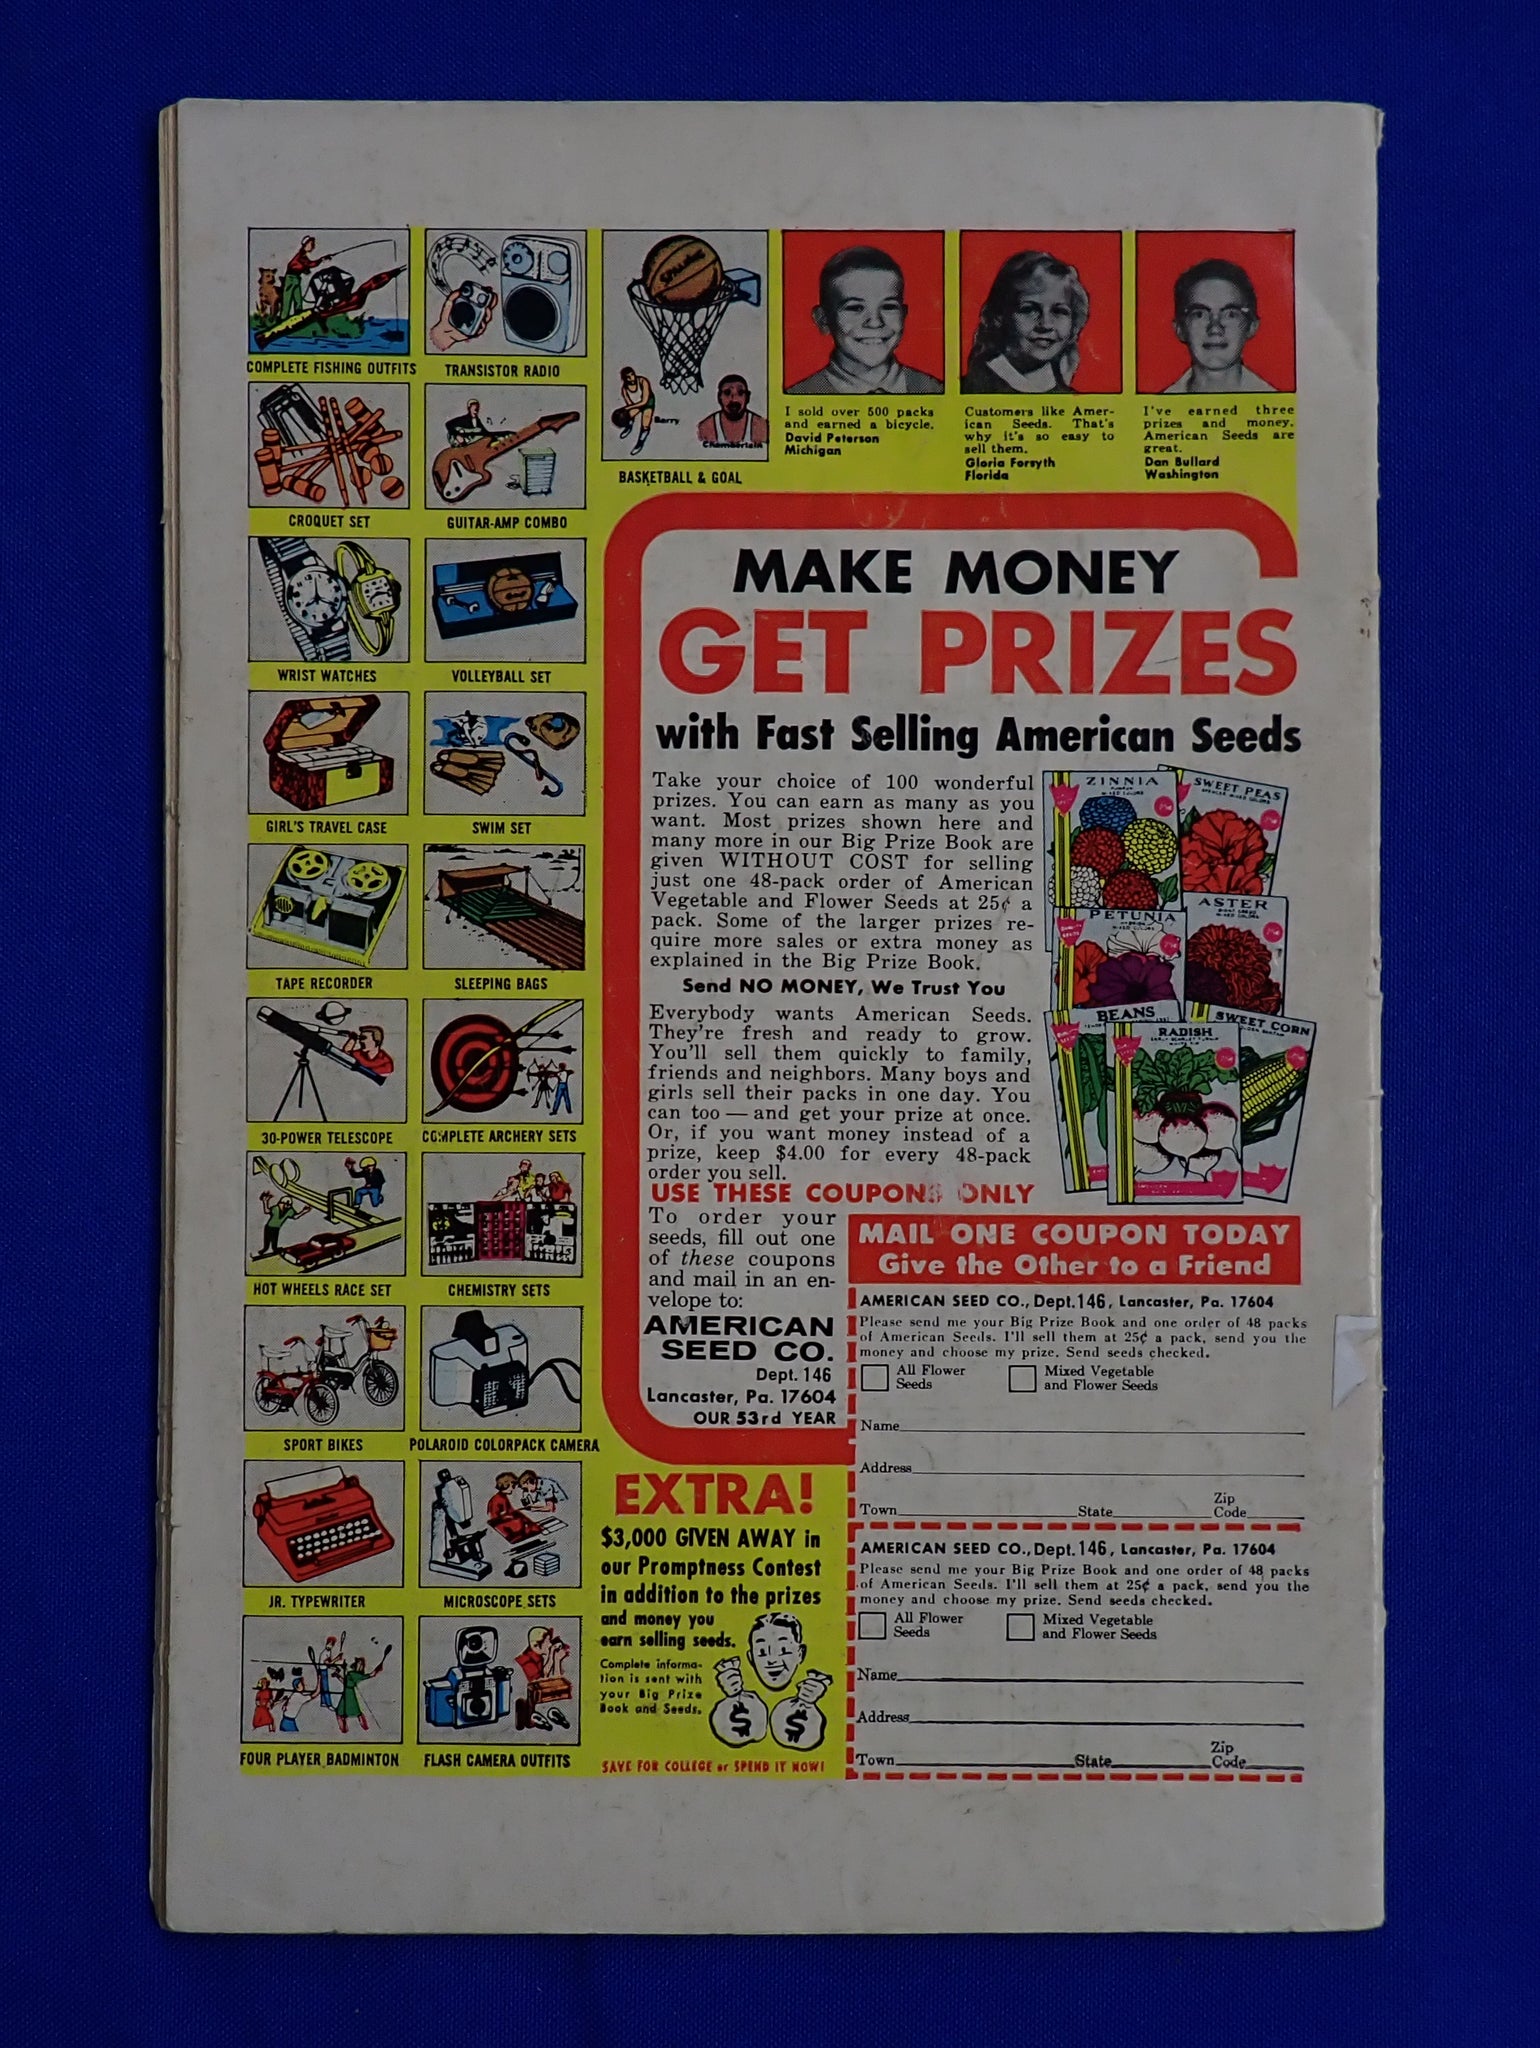 COMPLETE FISHING OUTFITS
TRANSISTOR RADIO
Barry
Chamberlain
BASKETBALL & GOAL
I sold over 500 packs
and earned a bicycle.
David Peterson
Michigan
Customers like Amer-
ican Seeds. That's
why it's so easy to
sell them.
Gloria Forsyth
Florida
I've earned three
prizes and money.
American Seeds are
great.
Dan Bullard
Washington
CROQUET SET
GUITAR-AMP COMBO
WRIST WATCHES
VOLLEYBALL SET
GIRL'S TRAVEL CASE
SWIM SET
TAPE RECORDER
SLEEPING BAGS
30-POWER TELESCOPE
COMPLETE ARCHERY SETS
HOT WHEELS RACE SET
CHEMISTRY SETS
SPORT BIKES
POLAROID COLORPACK CAMERA
JR. TYPEWRITER
MICROSCOPE SETS
FOUR PLAYER BADMINTON
FLASH CAMERA OUTFITS
MAKE MONEY
GET PRIZES
with Fast Selling American Seeds
Take your choice of 100 wonderful
prizes. You can earn as many as you
want. Most prizes shown here and
many more in our Big Prize Book are
given WITHOUT COST for selling
just one 48-pack order of American
Vegetable and Flower Seeds at 25¢ a
pack. Some of the larger prizes re-
quire more sales or extra money as
explained in the Big Prize Book.
Send NO MONEY, We Trust You
Everybody wants American Seeds.
They're fresh and ready to grow.
You'll sell them quickly to family,
friends and neighbors. Many boys and
girls sell their packs in one day. You
can too — and get your prize at once.
Or, if you want money instead of a
prize, keep $4.00 for every 48-pack
order you sell.
ZINNIA
MIXED COLORS
SWEET PEAS
MIXED COLORS
PETUNIA
MIXED COLORS
ASTER
MIXED COLORS
BEANS
RADISH
SWEET CORN
USE THESE COUPONS ONLY
To order your
seeds, fill out one
of these coupons
and mail in an en-
velope to:
AMERICAN
SEED CO.
Dept. 146
Lancaster, Pa. 17604
OUR 53rd YEAR
MAIL ONE COUPON TODAY
Give the Other to a Friend
AMERICAN SEED CO., Dept. 146, Lancaster, Pa. 17604
Please send me your Big Prize Book and one order of 48 packs
of American Seeds. I'll sell them at 25¢ a pack, send you the
money and choose my prize. Send seeds checked.
All Flower
Seeds
Mixed Vegetable
and Flower Seeds
Name
Address
Town State Zip Code
AMERICAN SEED CO., Dept. 146, Lancaster, Pa. 17604
Please send me your Big Prize Book and one order of 48 packs
of American Seeds. I'll sell them at 25¢ a pack, send you the
money and choose my prize. Send seeds checked.
All Flower
Seeds
Mixed Vegetable
and Flower Seeds
Name
Address
Town State Zip Code
EXTRA!
$3,000 GIVEN AWAY in
our Promptness Contest
in addition to the prizes
and money you
earn selling seeds.
Complete informa-
tion is sent with
your Big Prize
Book and Seeds.
$ $
SAVE FOR COLLEGE or SPEND IT NOW!